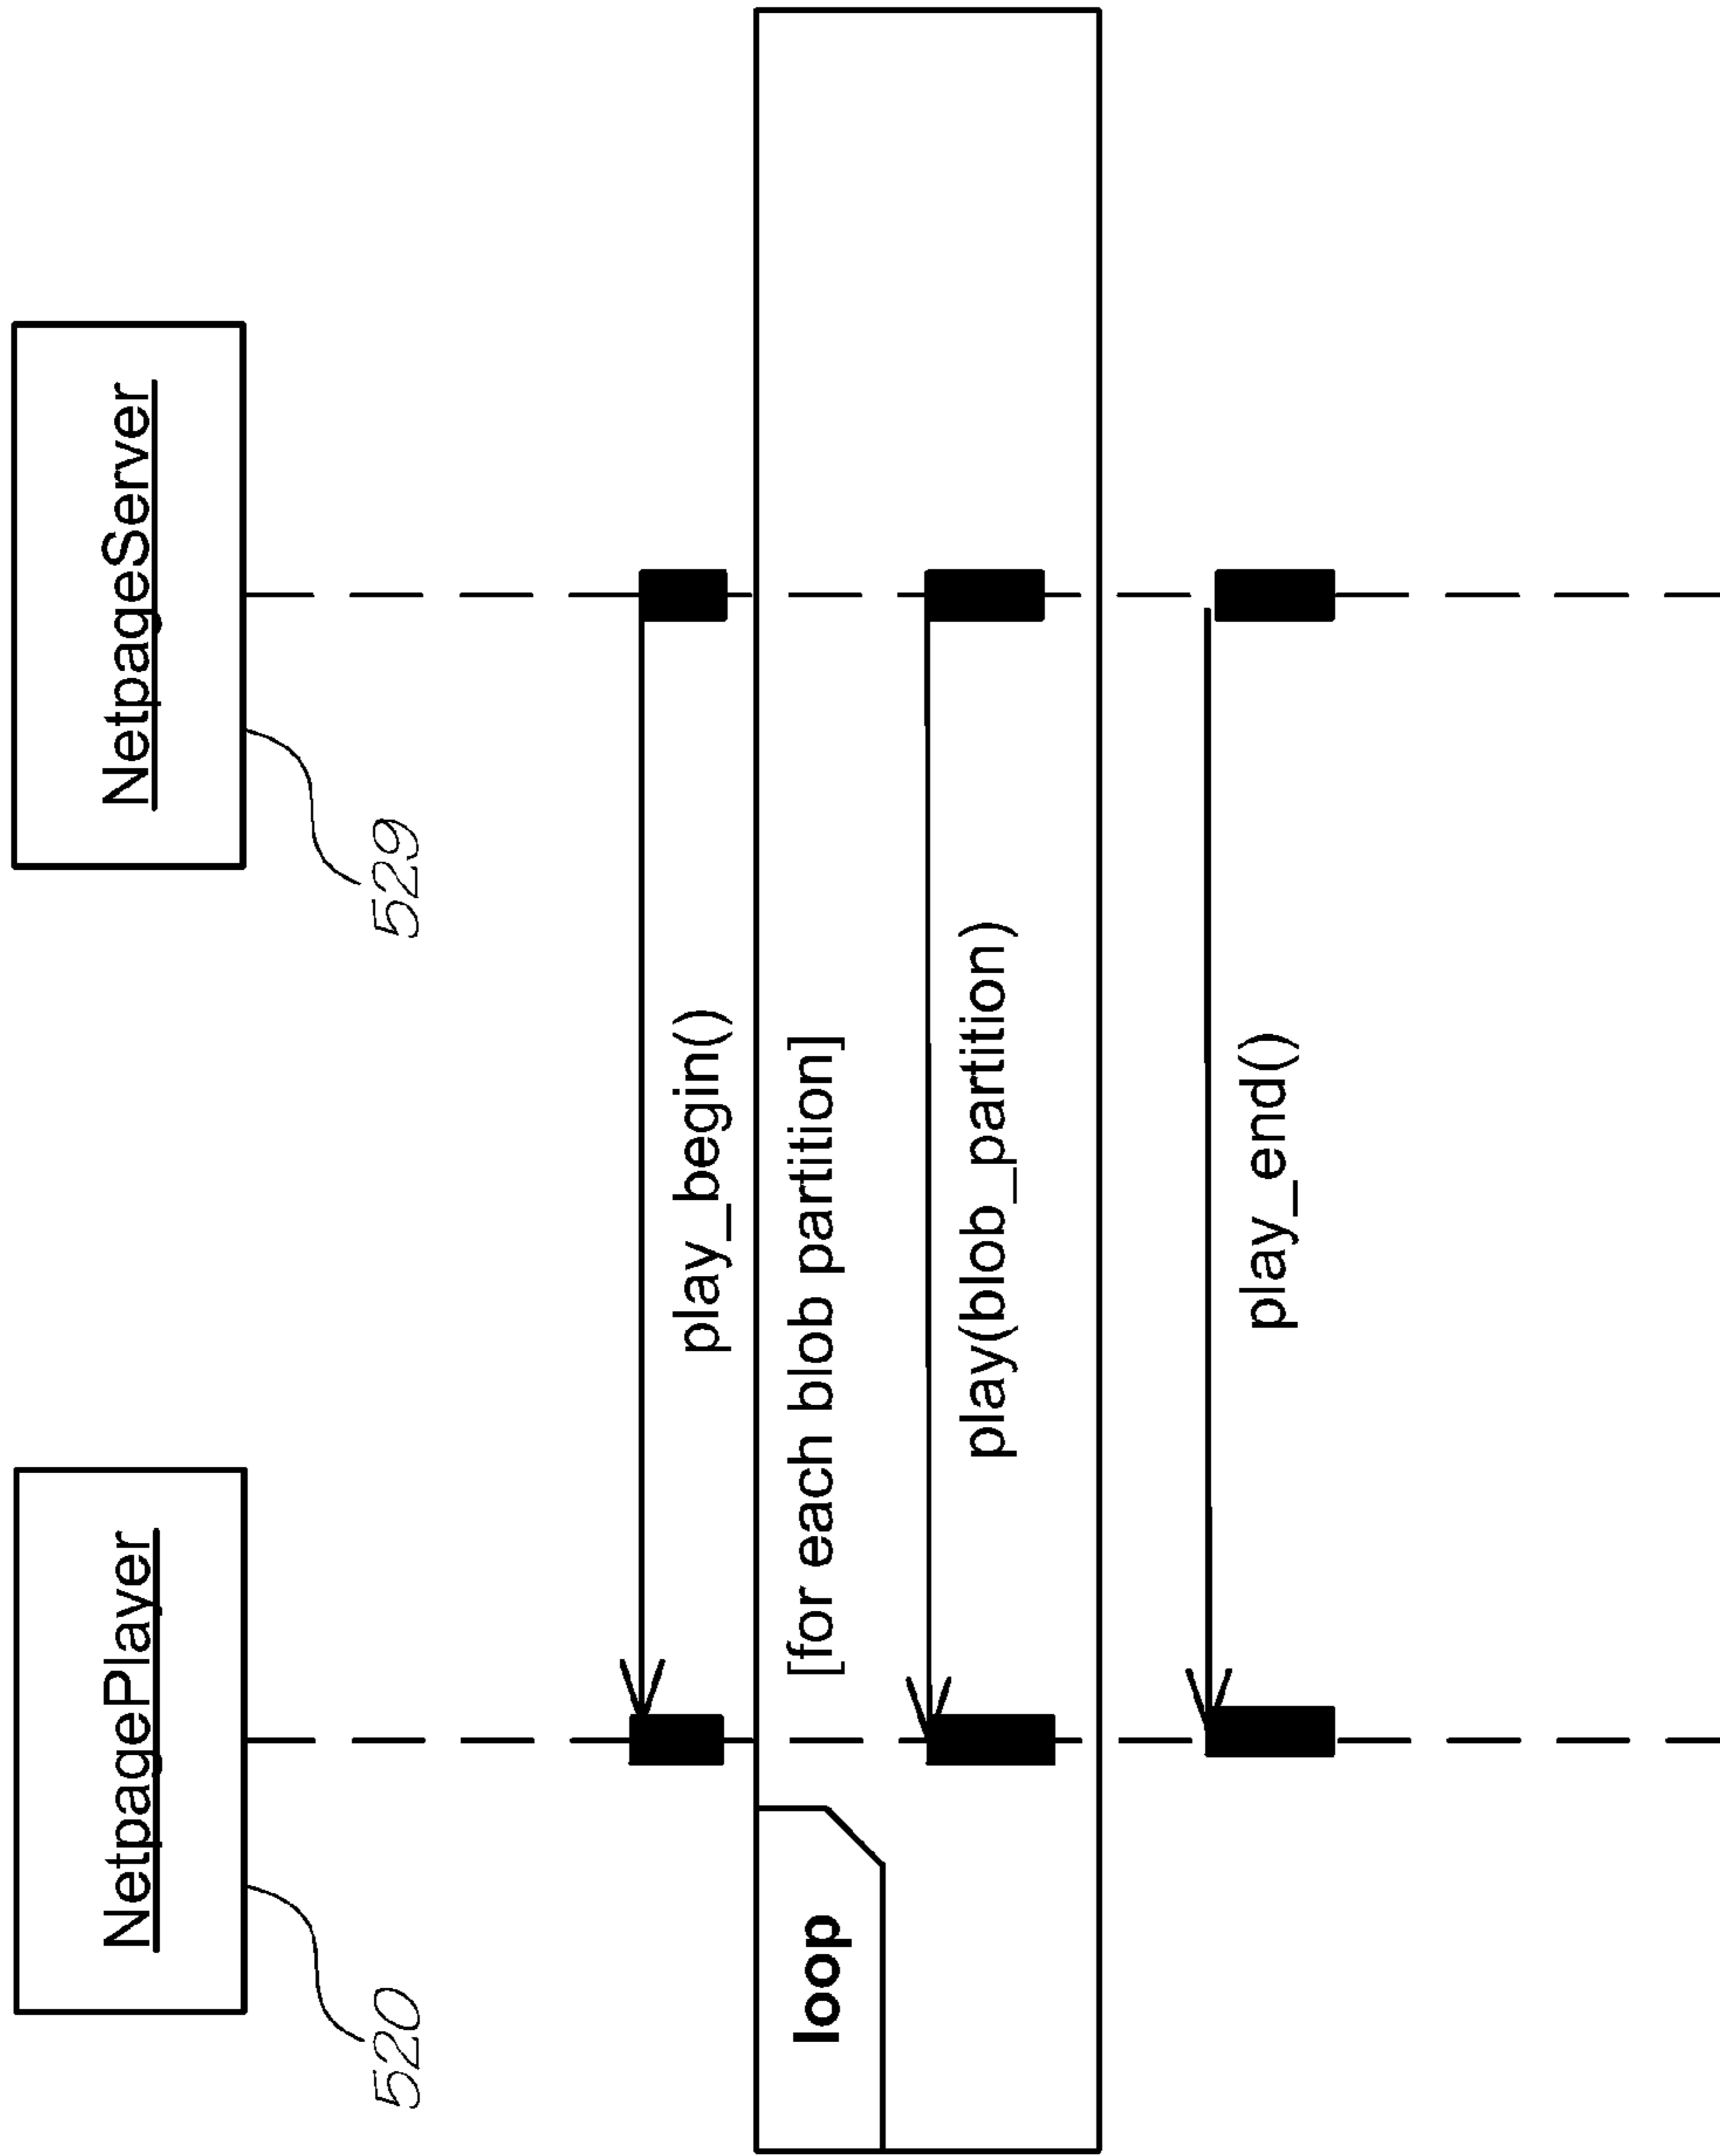 NetpagePlayer
NetpageServer
520
529
play_begin()
loop
[for each blob partition]
play(blob_partition)
play_end()